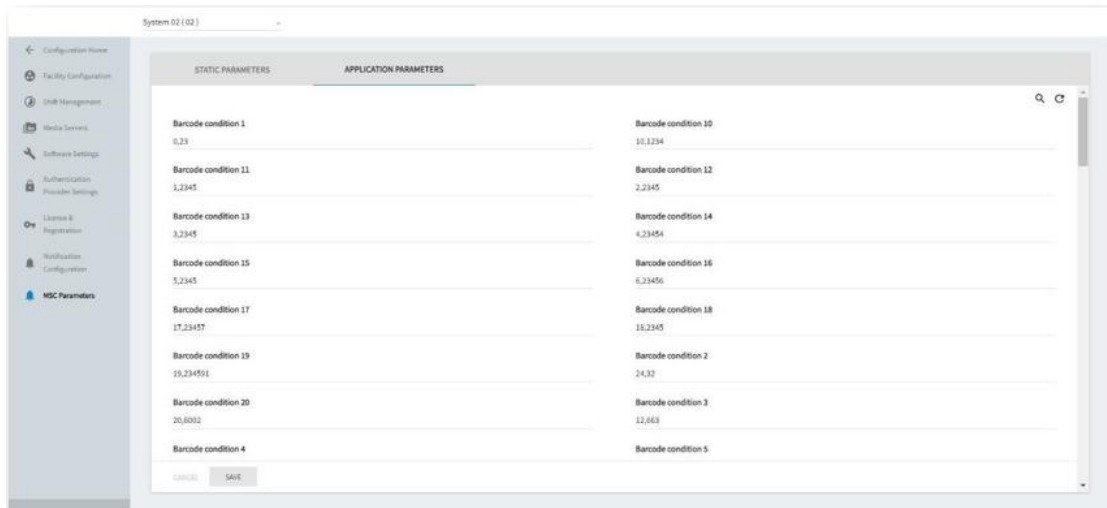 System 02 ( 02 )
Configuration Home
Facility Configuration
Shift Management
Media Servers
Software Settings
Authentication
Provider Settings
License &
Registration
Notification
Configuration
MSC Parameters
STATIC PARAMETERS
APPLICATION PARAMETERS
Barcode condition 1
0,23
Barcode condition 10
10,1234
Barcode condition 11
1,2345
Barcode condition 12
2,2345
Barcode condition 13
3,2345
Barcode condition 14
4,23454
Barcode condition 15
5,2345
Barcode condition 16
6,23456
Barcode condition 17
17,23457
Barcode condition 18
18,2345
Barcode condition 19
19,234591
Barcode condition 2
24,32
Barcode condition 20
20,6002
Barcode condition 3
12,663
Barcode condition 4
Barcode condition 5
CANCEL
SAVE